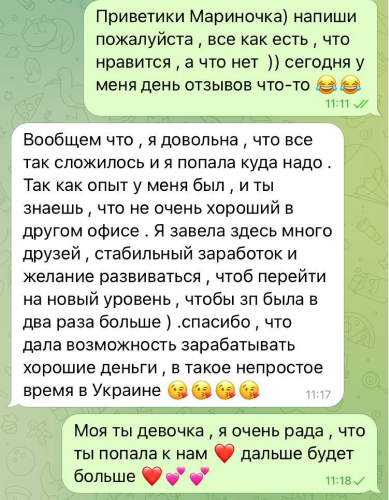 Приветики Мариночка) напиши
пожалуйста , все как есть , что
нравится , а что нет )) сегодня у
меня день отзывов что-то 😂😂
11:11
Вообщем что , я довольна , что все
так сложилось и я попала куда надо .
Так как опыт у меня был , и ты
знаешь , что не очень хороший в
другом офисе . Я завела здесь много
друзей , стабильный заработок и
желание развиваться , чтоб перейти
на новый уровень , чтобы зп была в
два раза больше ) .спасибо , что
дала возможность зарабатывать
хорошие деньги , в такое непростое
время в Украине 😘😘😘😘
11:17
Моя ты девочка , я очень рада , что
ты попала к нам ❤️ дальше будет
больше ❤️💕💕
11:18